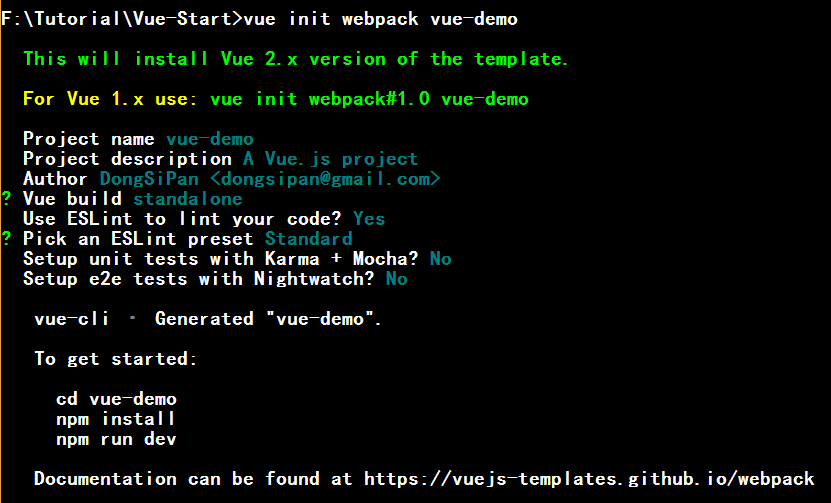 F:\Tutorial\Vue-Start>vue init webpack vue-demo
This will install Vue 2.x version of the template.
For Vue 1.x use: vue init webpack#1.0 vue-demo
Project name vue-demo
Project description A Vue.js project
Author DongSiPan <dongsipan@gmail.com>
? Vue build standalone
Use ESLint to lint your code? Yes
? Pick an ESLint preset Standard
Setup unit tests with Karma + Mocha? No
Setup e2e tests with Nightwatch? No
vue-cli · Generated "vue-demo".
To get started:
cd vue-demo
npm install
npm run dev
Documentation can be found at https://vuejs-templates.github.io/webpack